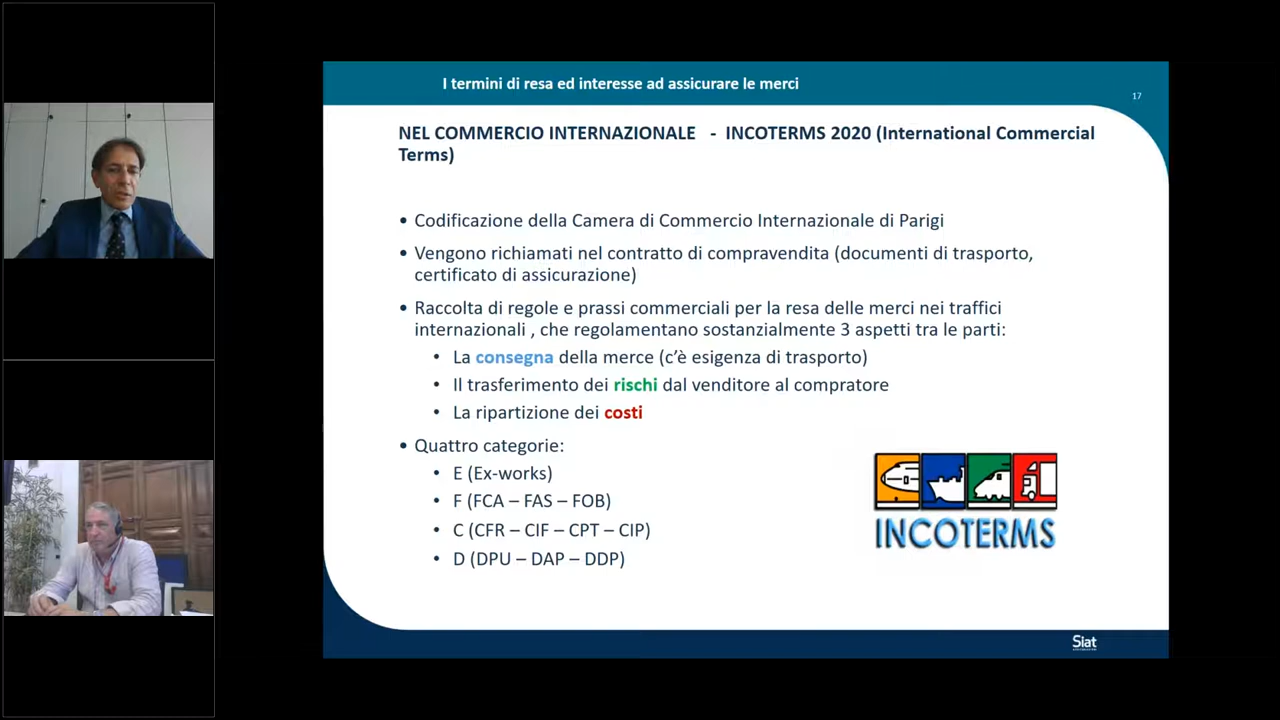 I termini di resa ed interesse ad assicurare le merci
17
NEL COMMERCIO INTERNAZIONALE - INCOTERMS 2020 (International Commercial
Terms)
• Codificazione della Camera di Commercio Internazionale di Parigi
• Vengono richiamati nel contratto di compravendita (documenti di trasporto,
certificato di assicurazione)
• Raccolta di regole e prassi commerciali per la resa delle merci nei traffici
internazionali , che regolamentano sostanzialmente 3 aspetti tra le parti:
• La consegna della merce (c'è esigenza di trasporto)
• Il trasferimento dei rischi dal venditore al compratore
• La ripartizione dei costi
• Quattro categorie:
• E (Ex-works)
• F (FCA – FAS – FOB)
• C (CFR – CIF – CPT – CIP)
• D (DPU – DAP – DDP)
INCOTERMS
Siat